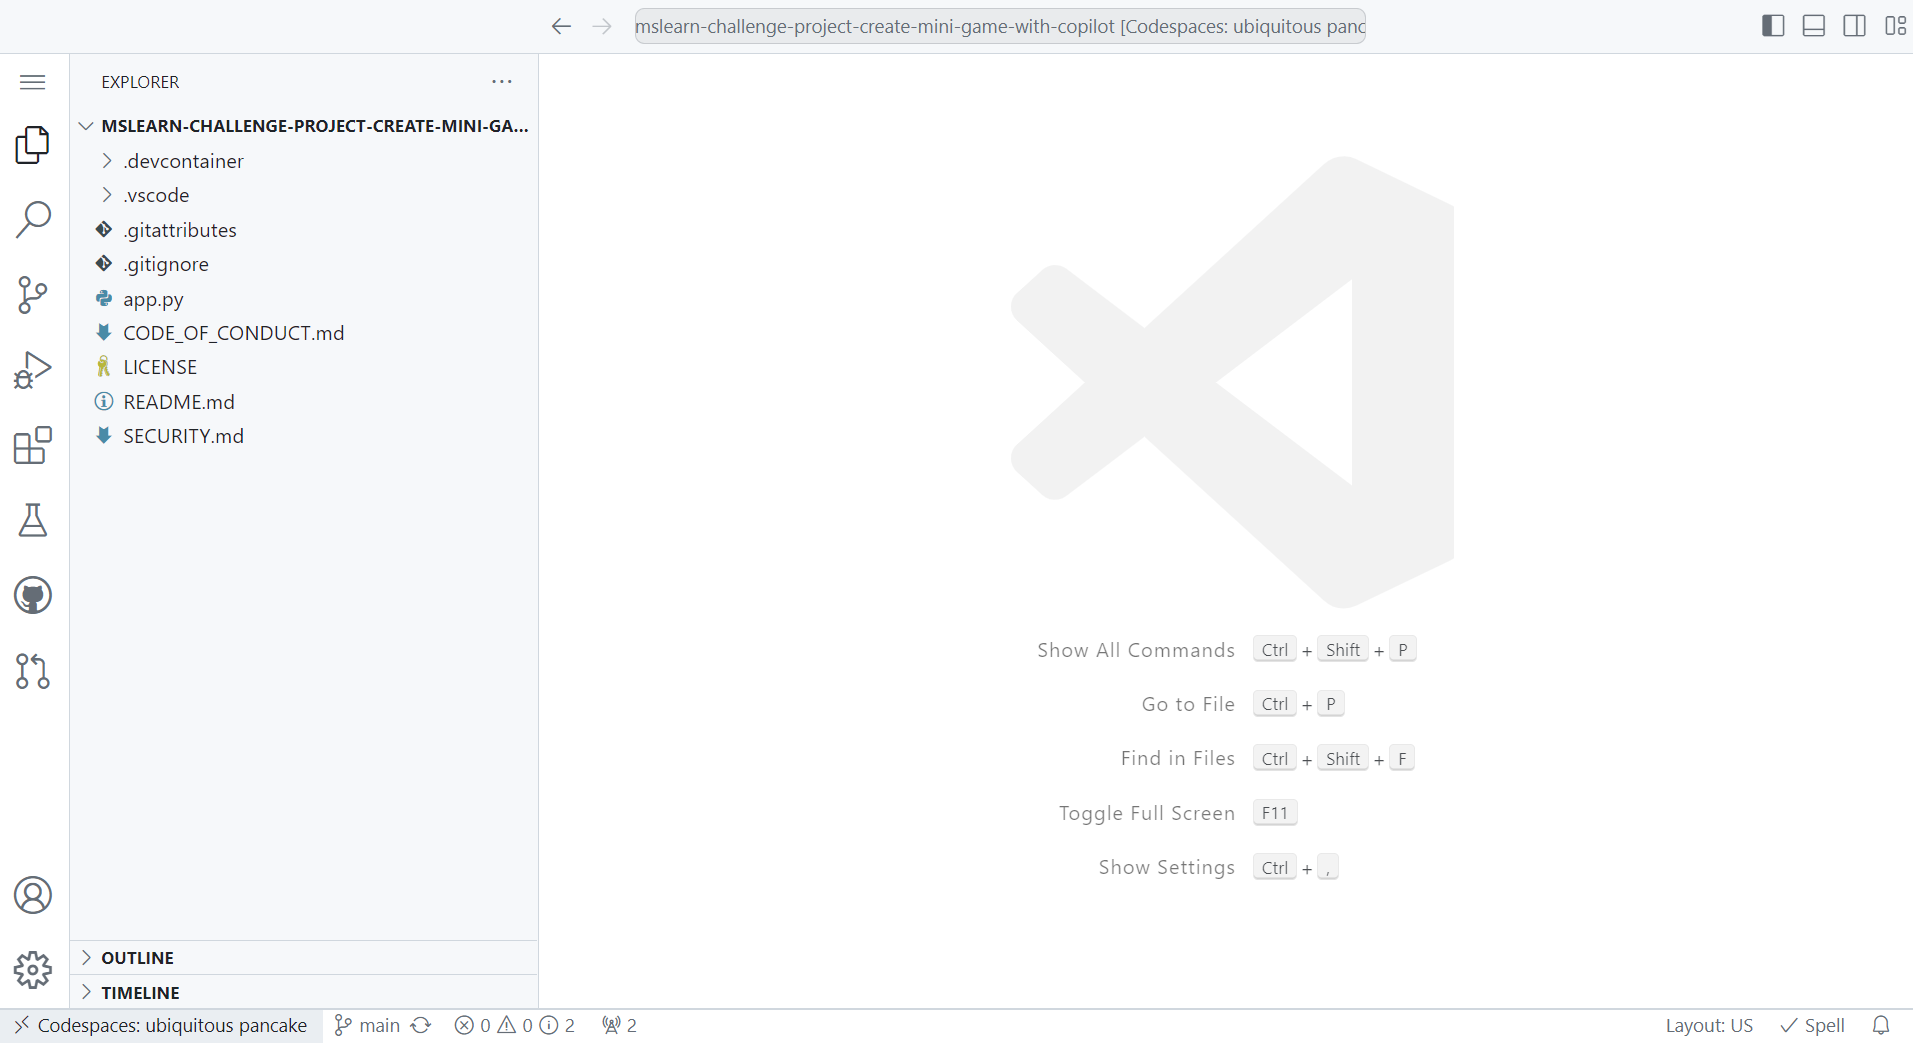 mslearn-challenge-project-create-mini-game-with-copilot [Codespaces: ubiquitous panc
EXPLORER
MSLEARN-CHALLENGE-PROJECT-CREATE-MINI-GA...
.devcontainer
.vscode
.gitattributes
.gitignore
app.py
CODE_OF_CONDUCT.md
LICENSE
README.md
SECURITY.md
Show All Commands Ctrl + Shift + P
Go to File Ctrl + P
Find in Files Ctrl + Shift + F
Toggle Full Screen F11
Show Settings Ctrl + ,
OUTLINE
TIMELINE
Codespaces: ubiquitous pancake main 0 0 2 2 Layout: US Spell